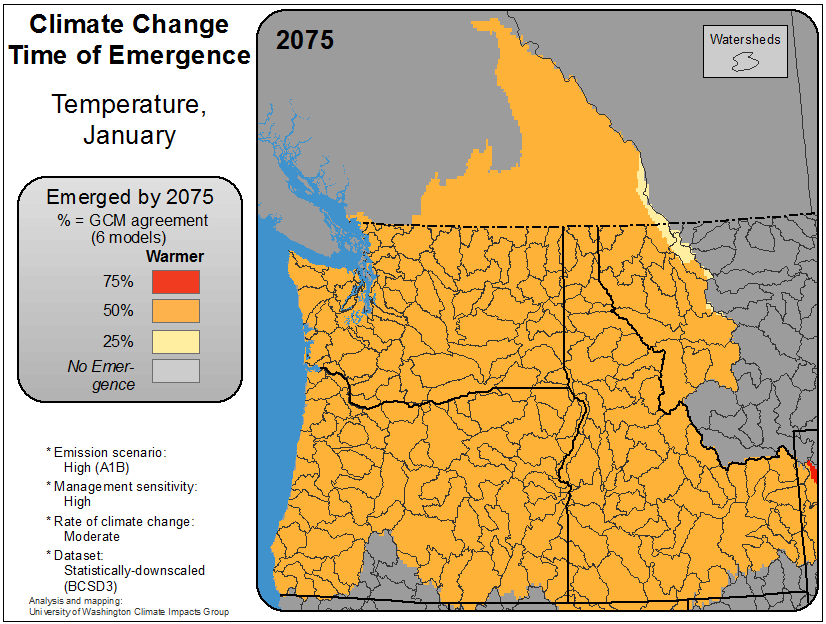 Climate Change
Time of Emergence
Temperature,
January
Emerged by 2075
% = GCM agreement
(6 models)
Warmer
75%
50%
25%
No Emer-
gence
* Emission scenario:
High (A1B)
* Management sensitivity:
High
* Rate of climate change:
Moderate
* Dataset:
Statistically-downscaled
(BCSD3)
Analysis and mapping:
University of Washington Climate Impacts Group
2075
Watersheds